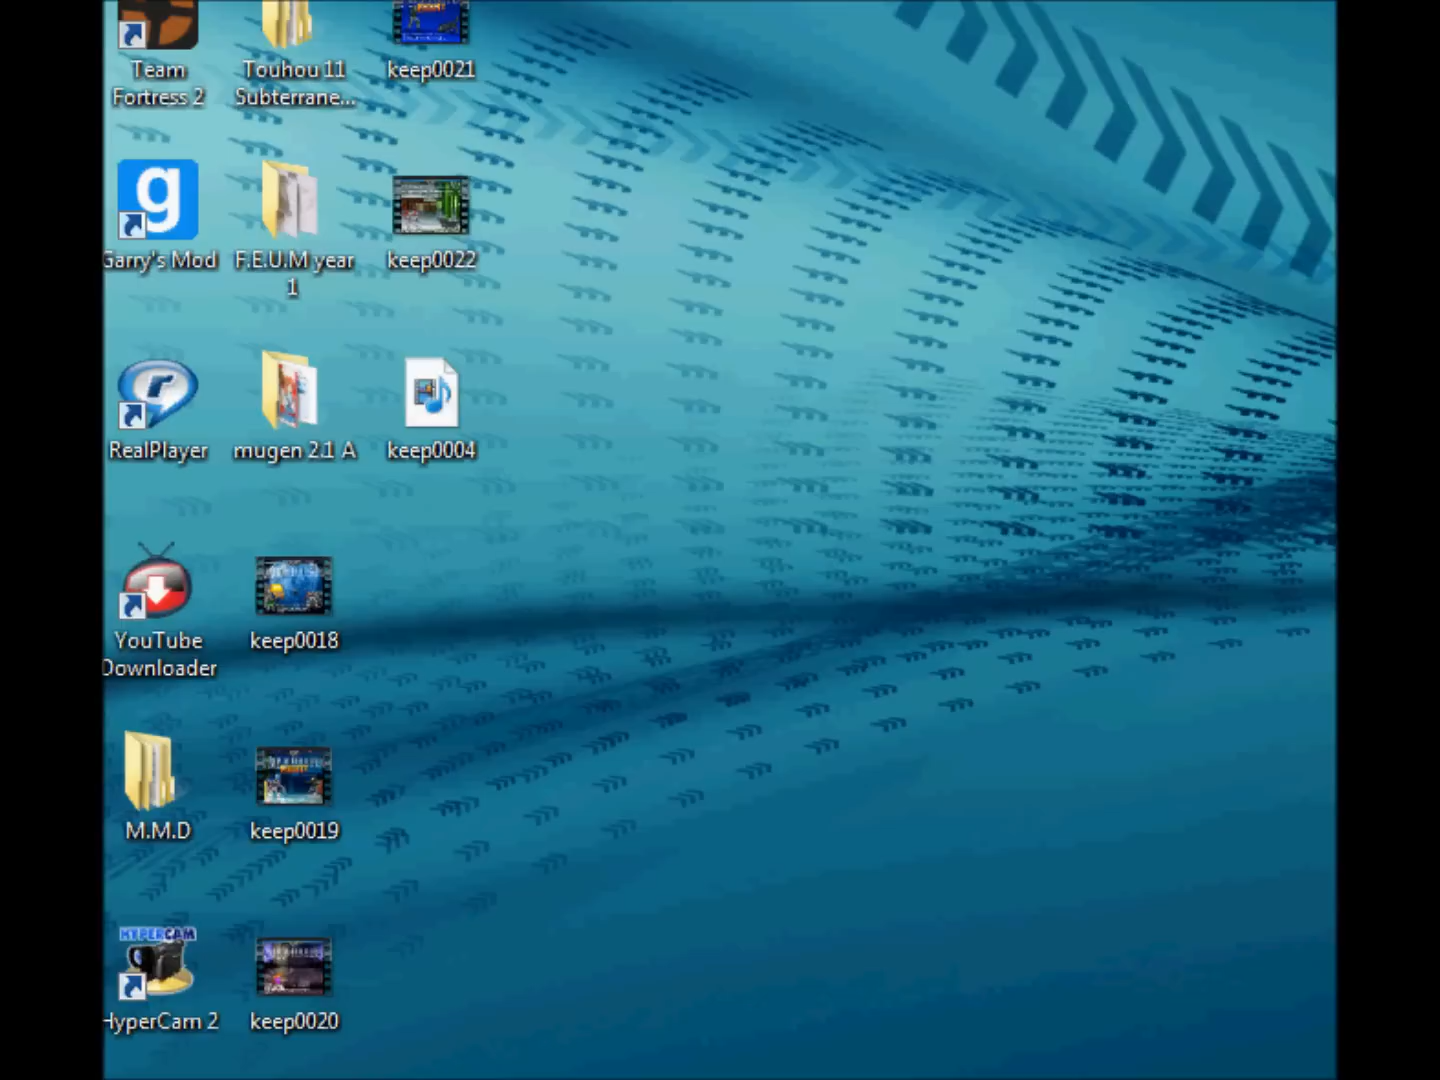 Team
Fortress 2
Touhou 11
Subterrane...
keep0021
g
Garry's Mod
F.E.U.M year
1
keep0022
r
RealPlayer
mugen 2.1 A
keep0004
YouTube
Downloader
keep0018
M.M.D
keep0019
HYPERCAM
HyperCam 2
keep0020